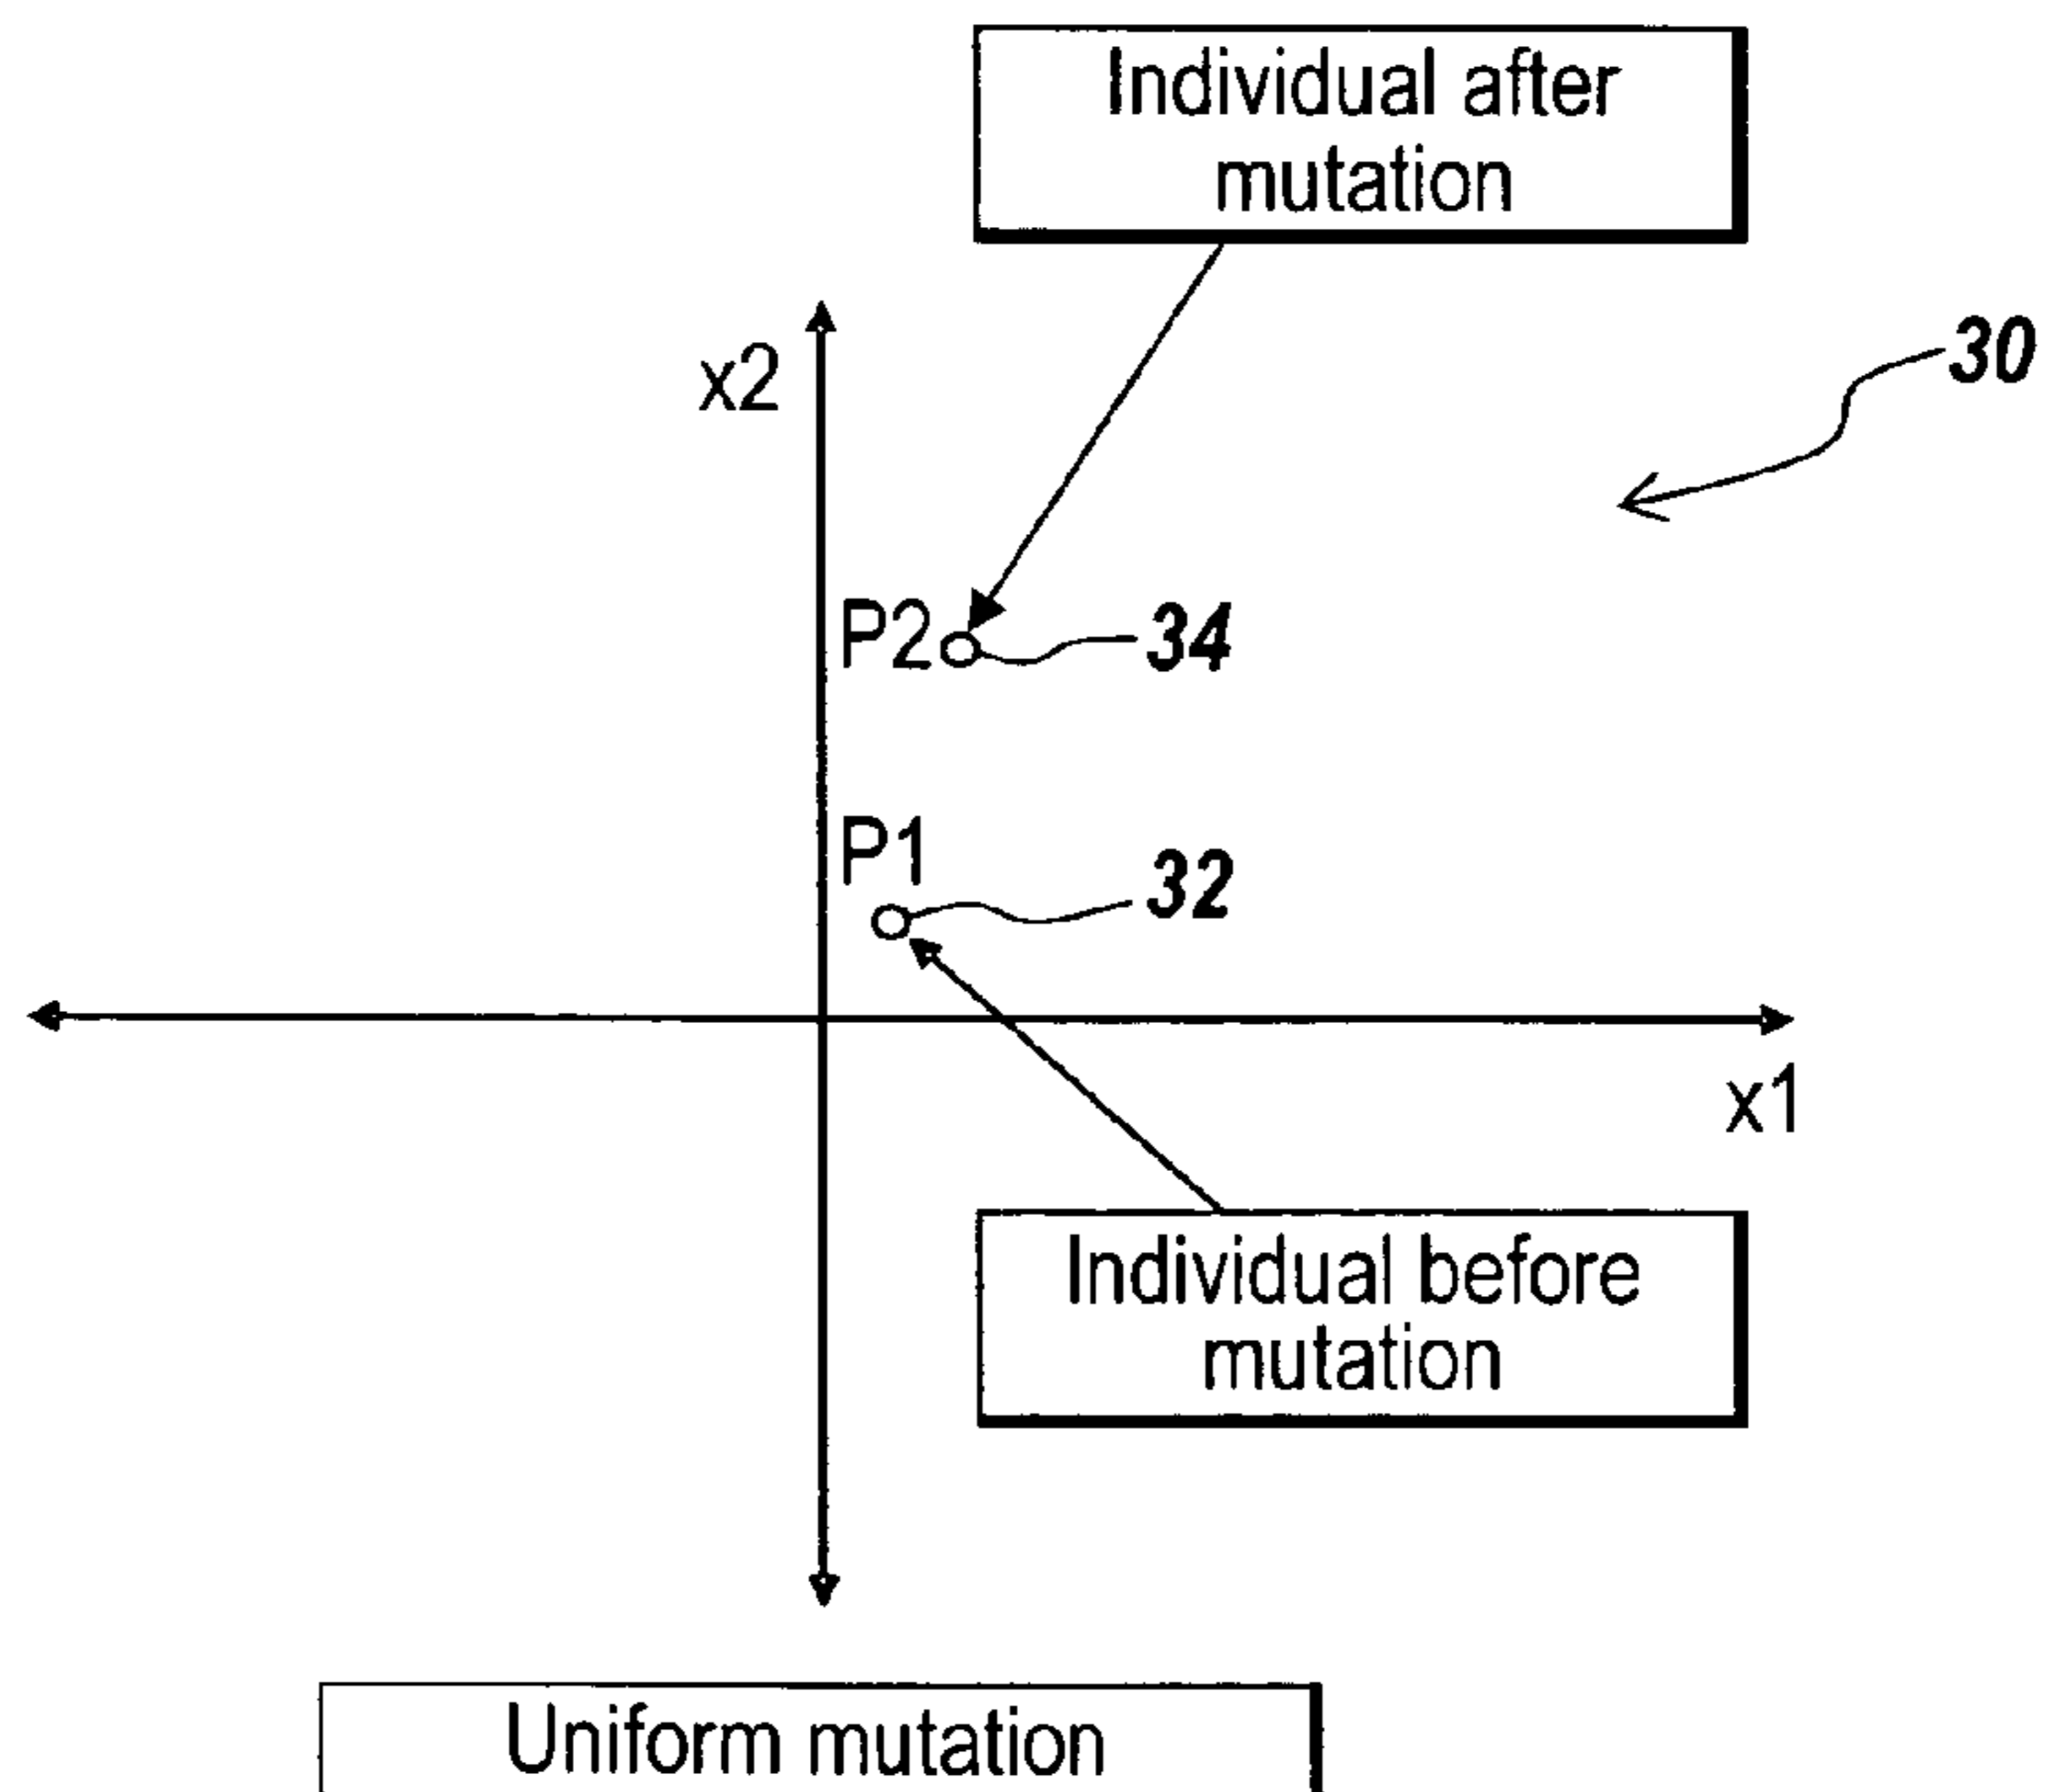 Individual after
mutation
x2
30
P2
34
P1
32
x1
Individual before
mutation
Uniform mutation